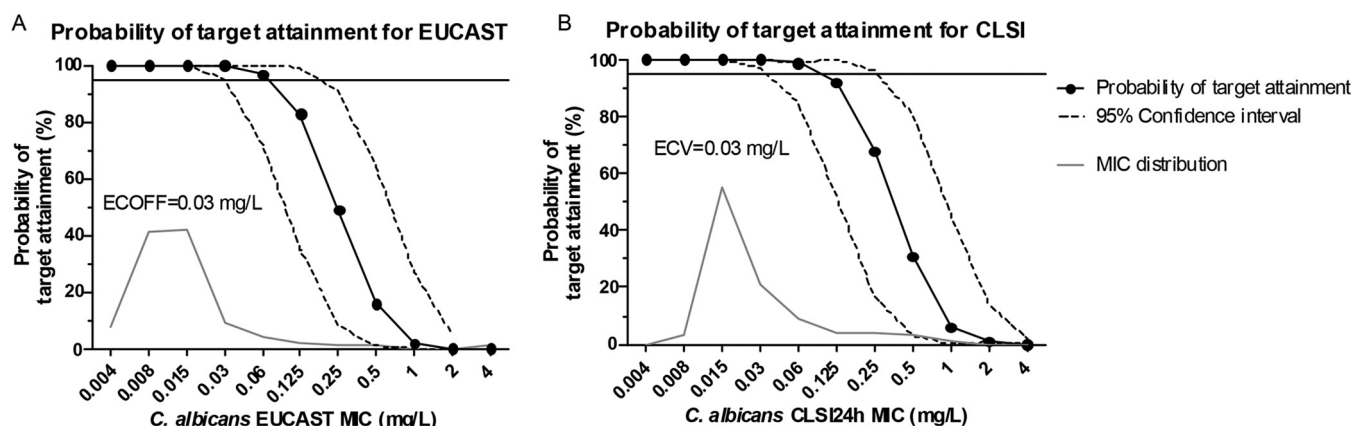 A
Probability of target attainment for EUCAST
Probability of
target attainment (%)
100
80
60
40
20
0
ECOFF=0.03 mg/L
0.004
0.008
0.015
0.03
0.06
0.125
0.25
0.5
1
2
4
C. albicans EUCAST MIC (mg/L)
B
Probability of target attainment for CLSI
Probability of
target attainment (%)
100
80
60
40
20
0
ECV=0.03 mg/L
0.004
0.008
0.015
0.03
0.06
0.125
0.25
0.5
1
2
4
C. albicans CLSI24h MIC (mg/L)
Probability of target attainment
95% Confidence interval
MIC distribution